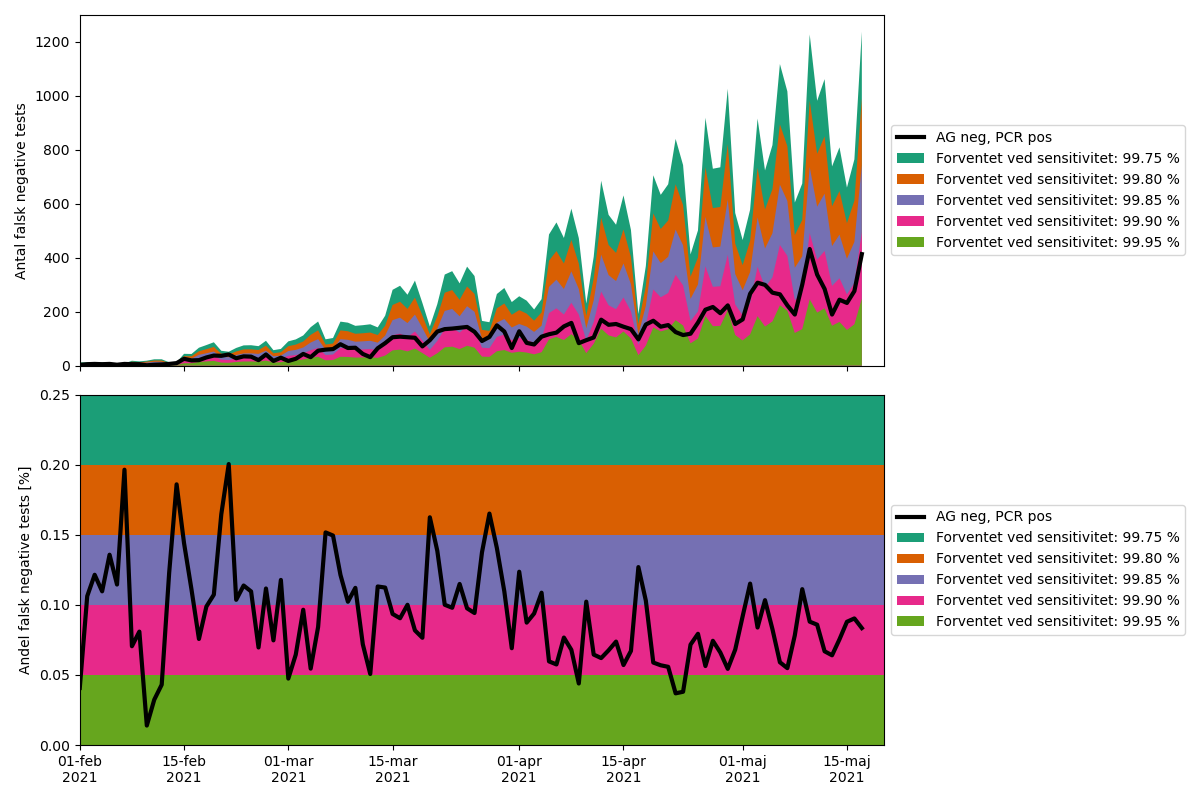 Antal falsk negative tests
1200
1000
800
600
400
200
0
AG neg, PCR pos
Forventet ved sensitivitet: 99.75 %
Forventet ved sensitivitet: 99.80 %
Forventet ved sensitivitet: 99.85 %
Forventet ved sensitivitet: 99.90 %
Forventet ved sensitivitet: 99.95 %
Andel falsk negative tests [%]
0.25
0.20
0.15
0.10
0.05
0.00
01-feb
2021
15-feb
2021
01-mar
2021
15-mar
2021
01-apr
2021
15-apr
2021
01-maj
2021
15-maj
2021
AG neg, PCR pos
Forventet ved sensitivitet: 99.75 %
Forventet ved sensitivitet: 99.80 %
Forventet ved sensitivitet: 99.85 %
Forventet ved sensitivitet: 99.90 %
Forventet ved sensitivitet: 99.95 %